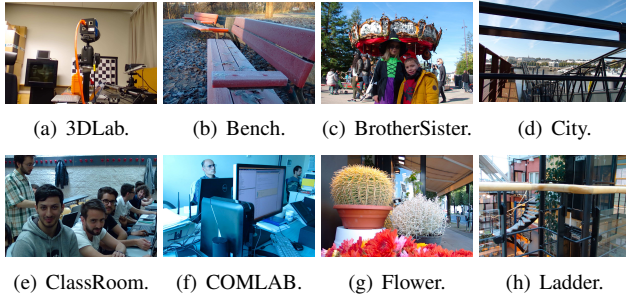 (a) 3DLab.
(b) Bench.
(c) BrotherSister.
(d) City.
(e) ClassRoom.
(f) COMLAB.
(g) Flower.
(h) Ladder.